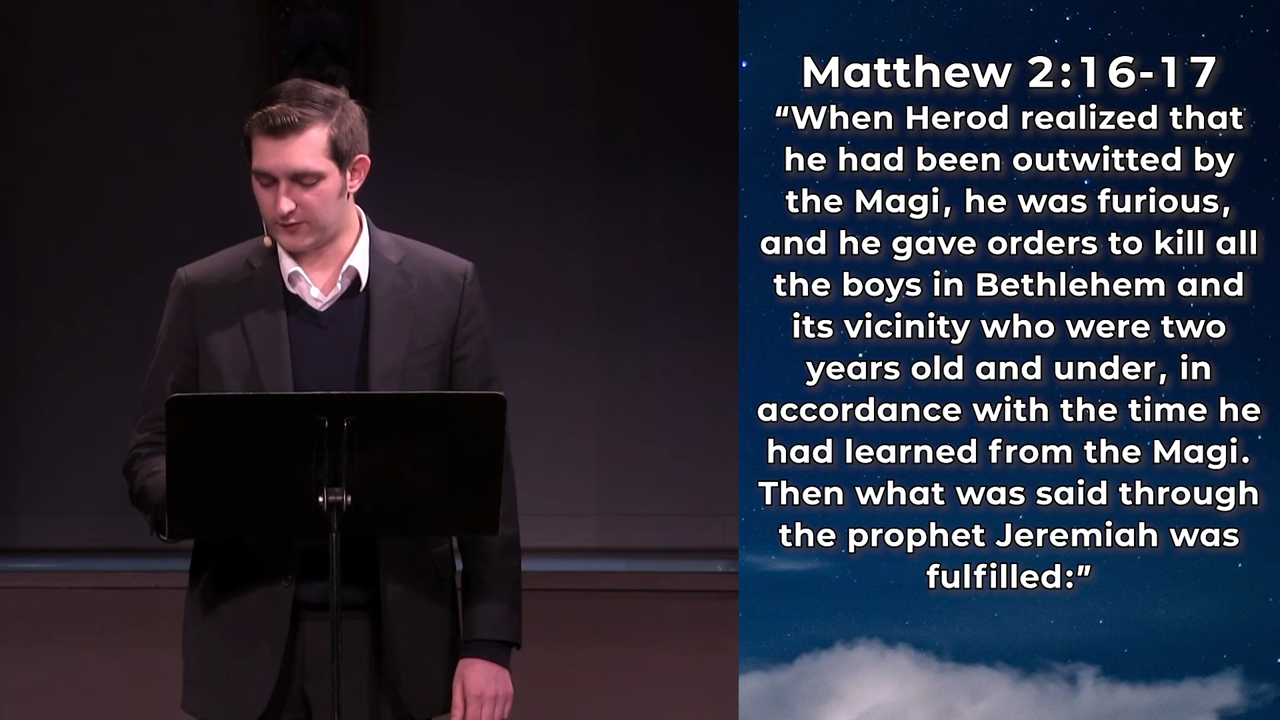 Matthew 2:16-17
“When Herod realized that
he had been outwitted by
the Magi, he was furious,
and he gave orders to kill all
the boys in Bethlehem and
its vicinity who were two
years old and under, in
accordance with the time he
had learned from the Magi.
Then what was said through
the prophet Jeremiah was
fulfilled:”